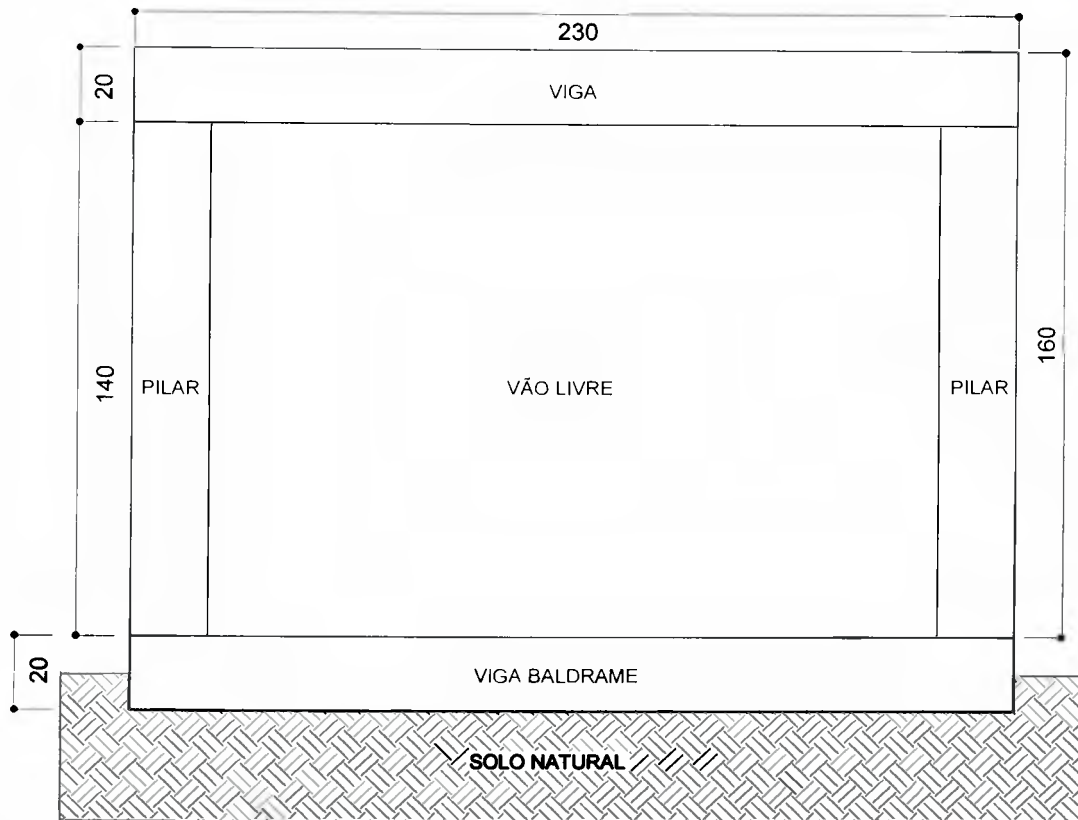 230
20
VIGA
140
PILAR
VÃO LIVRE
PILAR
160
20
VIGA BALDRAME
SOLO NATURAL